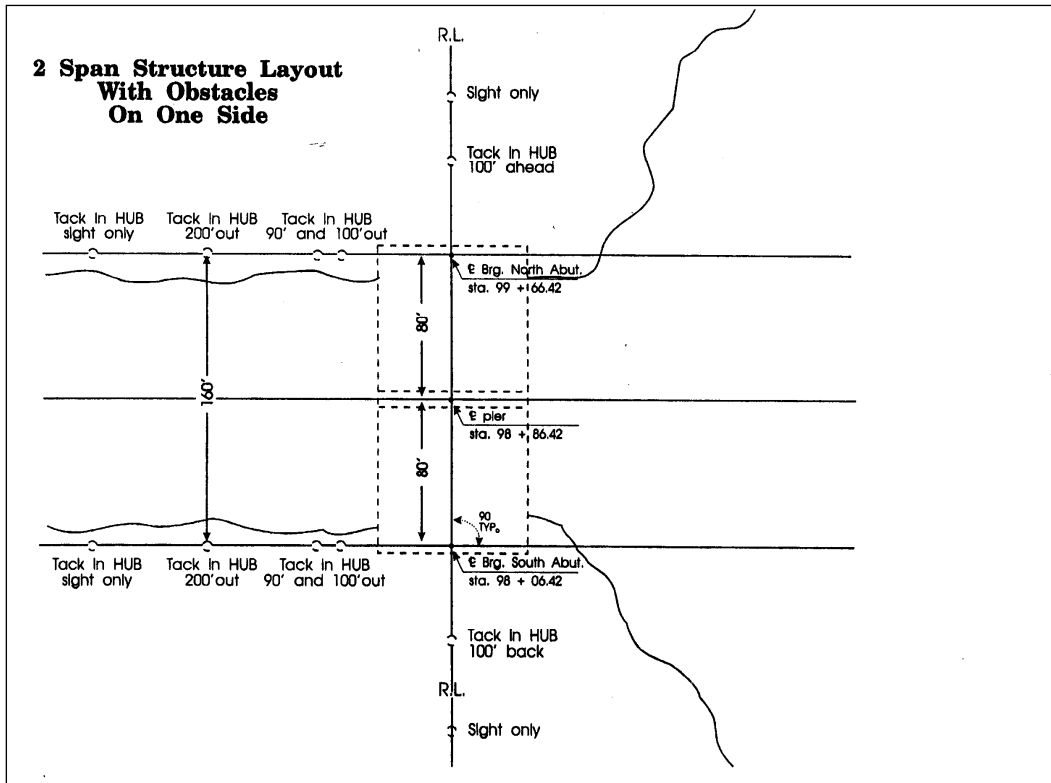 2 Span Structure Layout
With Obstacles
On One Side
R.L.
Sight only
Tack In HUB
100' ahead
Tack In HUB
sight only
Tack In HUB
200'out
Tack In HUB
90' and 100'out
℄ Brg. North Abut.
sta. 99 + 66.42
80'
160'
℄ pier
sta. 98 + 86.42
80'
90
TYP.
℄ Brg. South Abut.
sta. 98 + 06.42
Tack In HUB
sight only
Tack In HUB
200'out
Tack In HUB
90' and 100'out
Tack In HUB
100' back
R.L.
Sight only